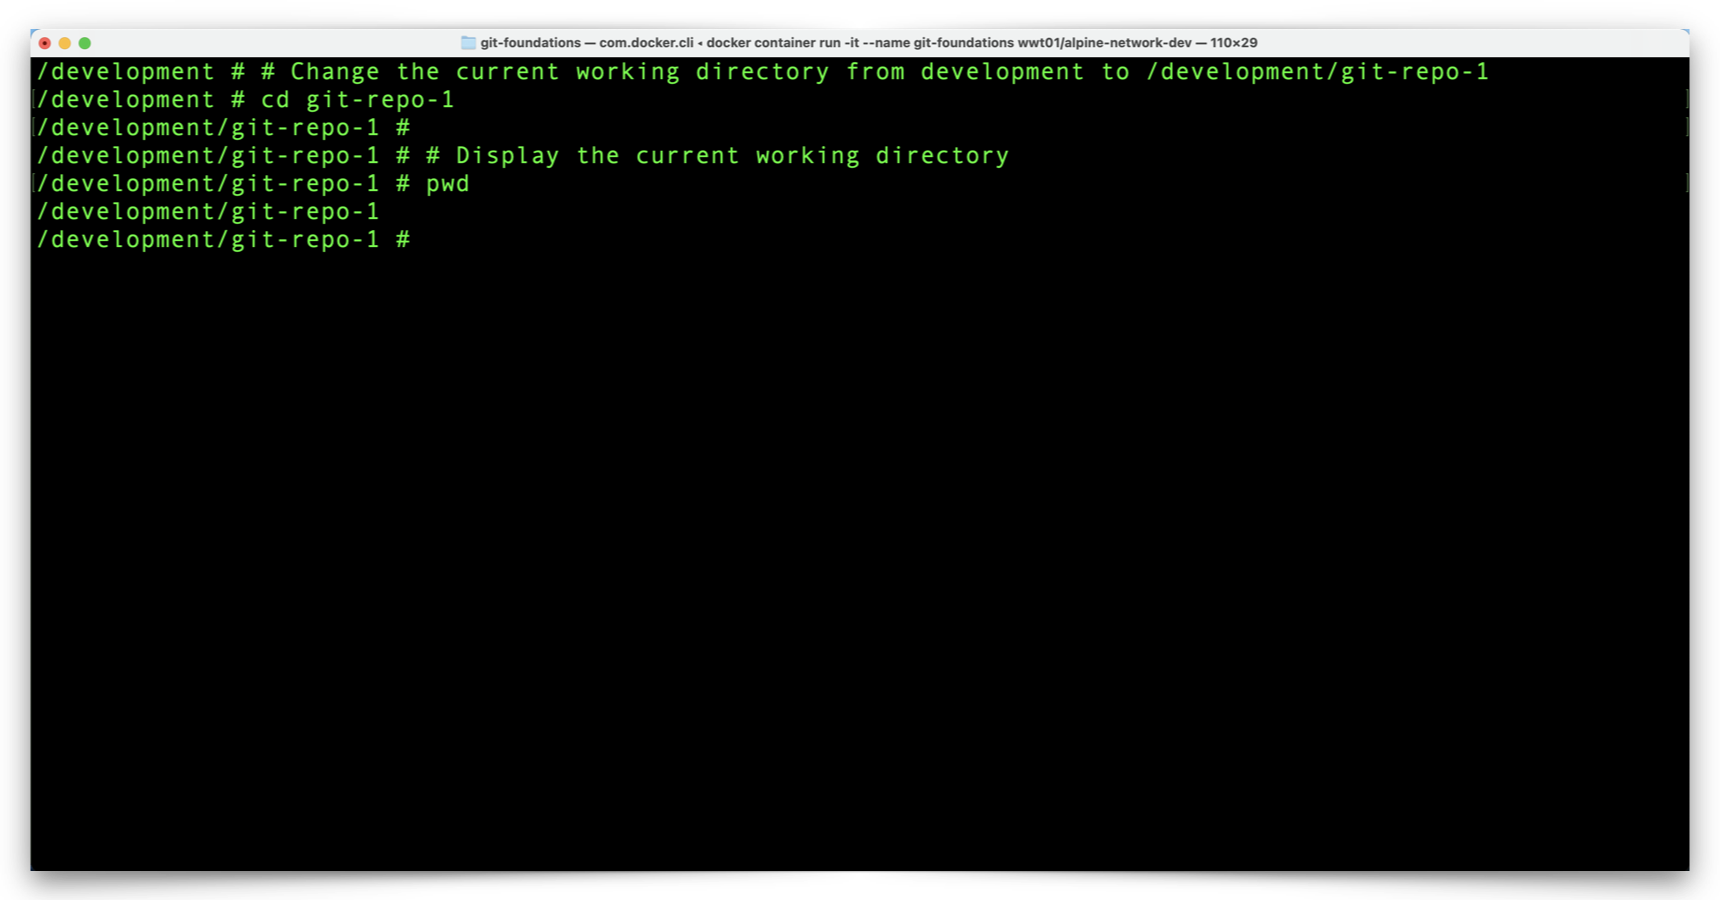 git-foundations — com.docker.cli ◂ docker container run -it --name git-foundations wwt01/alpine-network-dev — 110×29
/development # # Change the current working directory from development to /development/git-repo-1
/development # cd git-repo-1
/development/git-repo-1 #
/development/git-repo-1 # # Display the current working directory
/development/git-repo-1 # pwd
/development/git-repo-1
/development/git-repo-1 #